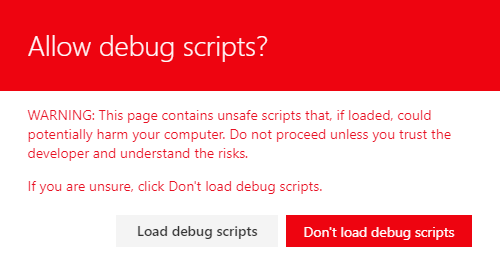 Allow debug scripts?
WARNING: This page contains unsafe scripts that, if loaded, could
potentially harm your computer. Do not proceed unless you trust the
developer and understand the risks.
If you are unsure, click Don't load debug scripts.
Load debug scripts
Don't load debug scripts